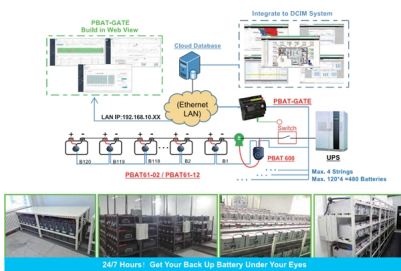 PBAT-GATE
Build in Web View
Integrate to DCIM System
Cloud Database
(Ethernet
LAN)
PBAT-GATE
LAN IP:192.168.10.XX
Switch
UPS
B120
B119
B118
B2
B1
PBAT 600
PBAT61-02 / PBAT61-12
Max. 4 Strings
Max. 120*4 =480 Batteries
24/7 Hours! Get Your Back Up Battery Under Your Eyes